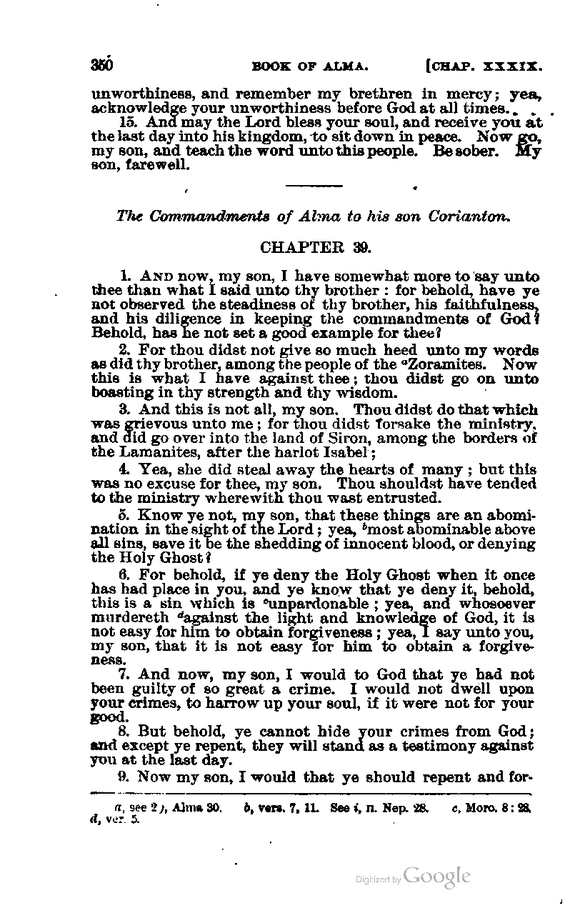 350 BOOK OF ALMA. [CHAP. XXXIX.
unworthiness, and remember my brethren in mercy; yea,
acknowledge your unworthiness before God at all times.
15. And may the Lord bless your soul, and receive you at
the last day into his kingdom, to sit down in peace. Now go,
my son, and teach the word unto this people. Be sober. My
son, farewell.
The Commandments of Alma to his son Corianton.
CHAPTER 39.
1. AND now, my son, I have somewhat more to say unto
thee than what I said unto thy brother : for behold, have ye
not observed the steadiness of thy brother, his faithfulness,
and his diligence in keeping the commandments of God?
Behold, has he not set a good example for thee?
2. For thou didst not give so much heed unto my words
as did thy brother, among the people of the aZoramites. Now
this is what I have against thee; thou didst go on unto
boasting in thy strength and thy wisdom.
3. And this is not all, my son. Thou didst do that which
was grievous unto me; for thou didst forsake the ministry,
and did go over into the land of Siron, among the borders of
the Lamanites, after the harlot Isabel;
4. Yea, she did steal away the hearts of many ; but this
was no excuse for thee, my son. Thou shouldst have tended
to the ministry wherewith thou wast entrusted.
5. Know ye not, my son, that these things are an abomi-
nation in the sight of the Lord; yea, bmost abominable above
all sins, save it be the shedding of innocent blood, or denying
the Holy Ghost?
6. For behold, if ye deny the Holy Ghost when it once
has had place in you, and ye know that ye deny it, behold,
this is a sin which is cunpardonable ; yea, and whosoever
murdereth dagainst the light and knowledge of God, it is
not easy for him to obtain forgiveness; yea, I say unto you,
my son, that it is not easy for him to obtain a forgive-
ness.
7. And now, my son, I would to God that ye had not
been guilty of so great a crime. I would not dwell upon
your crimes, to harrow up your soul, if it were not for your
good.
8. But behold, ye cannot hide your crimes from God;
and except ye repent, they will stand as a testimony against
you at the last day.
9. Now my son, I would that ye should repent and for-
a, see 2j, Alma 30. b, vers. 7, 11. See i, n. Nep. 28. c, Moro. 8: 28.
d, ver. 5.
Digitized by Google